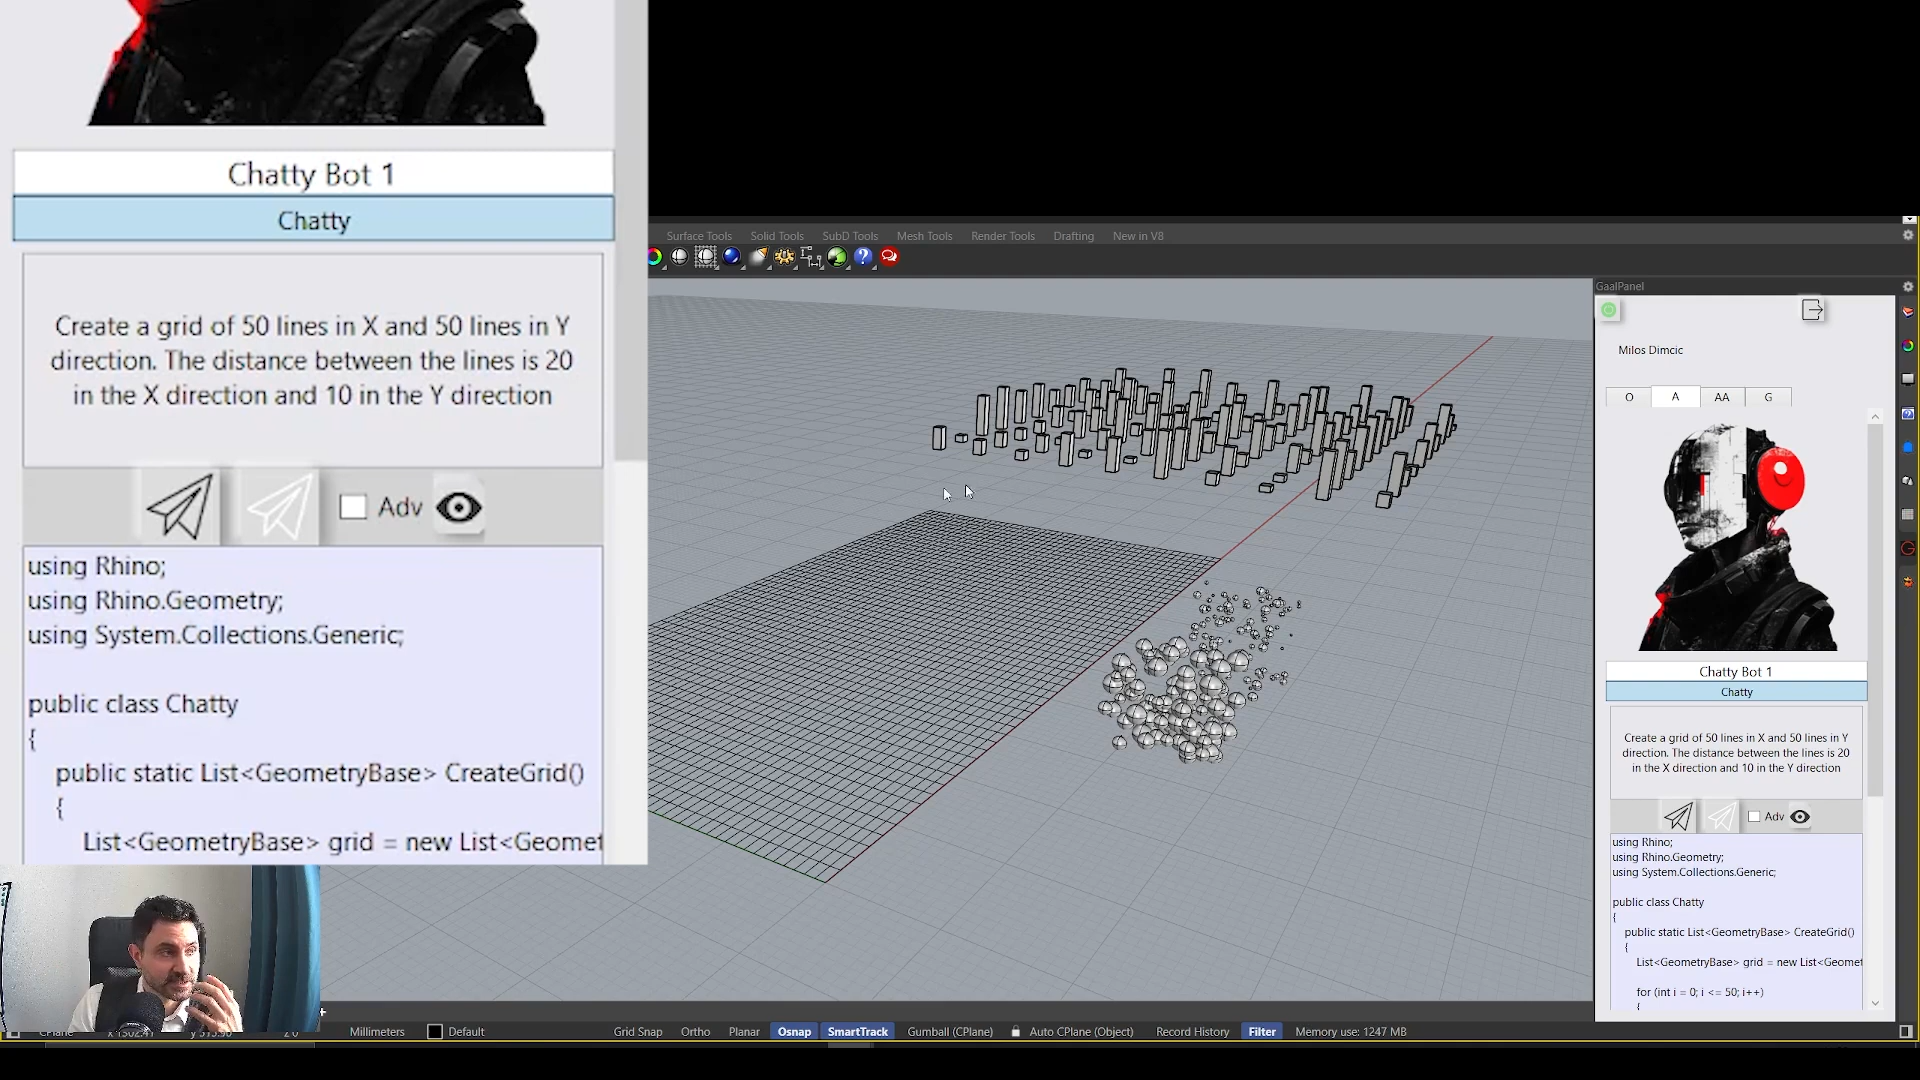 Chatty Bot 1
Chatty
Create a grid of 50 lines in X and 50 lines in Y
direction. The distance between the lines is 20
in the X direction and 10 in the Y direction
Adv
using Rhino;
using Rhino.Geometry;
using System.Collections.Generic;
public class Chatty
{
public static List<GeometryBase> CreateGrid()
{
List<GeometryBase> grid = new List<Geomet
Surface Tools Solid Tools SubD Tools Mesh Tools Render Tools Drafting New in V8
GaalPanel
Milos Dimcic
O A AA G
Chatty Bot 1
Chatty
Create a grid of 50 lines in X and 50 lines in Y
direction. The distance between the lines is 20
in the X direction and 10 in the Y direction
Adv
using Rhino;
using Rhino.Geometry;
using System.Collections.Generic;
public class Chatty
{
public static List<GeometryBase> CreateGrid()
{
List<GeometryBase> grid = new List<Geomet
for (int i = 0; i <= 50; i++)
{
Millimeters Default Grid Snap Ortho Planar Osnap SmartTrack Gumball (CPlane) Auto CPlane (Object) Record History Filter Memory use: 1247 MB